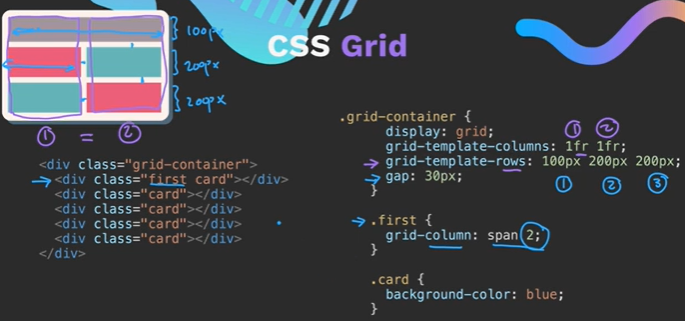 CSS Grid
100px
200px
200px
1 = 2
<div class="grid-container">
<div class="first card"></div>
<div class="card"></div>
<div class="card"></div>
<div class="card"></div>
<div class="card"></div>
</div>
.grid-container {
display: grid;
1 2
grid-template-columns: 1fr 1fr;
grid-template-rows: 100px 200px 200px;
gap: 30px;
1 2 3
}
.first {
grid-column: span 2;
}
.card {
background-color: blue;
}